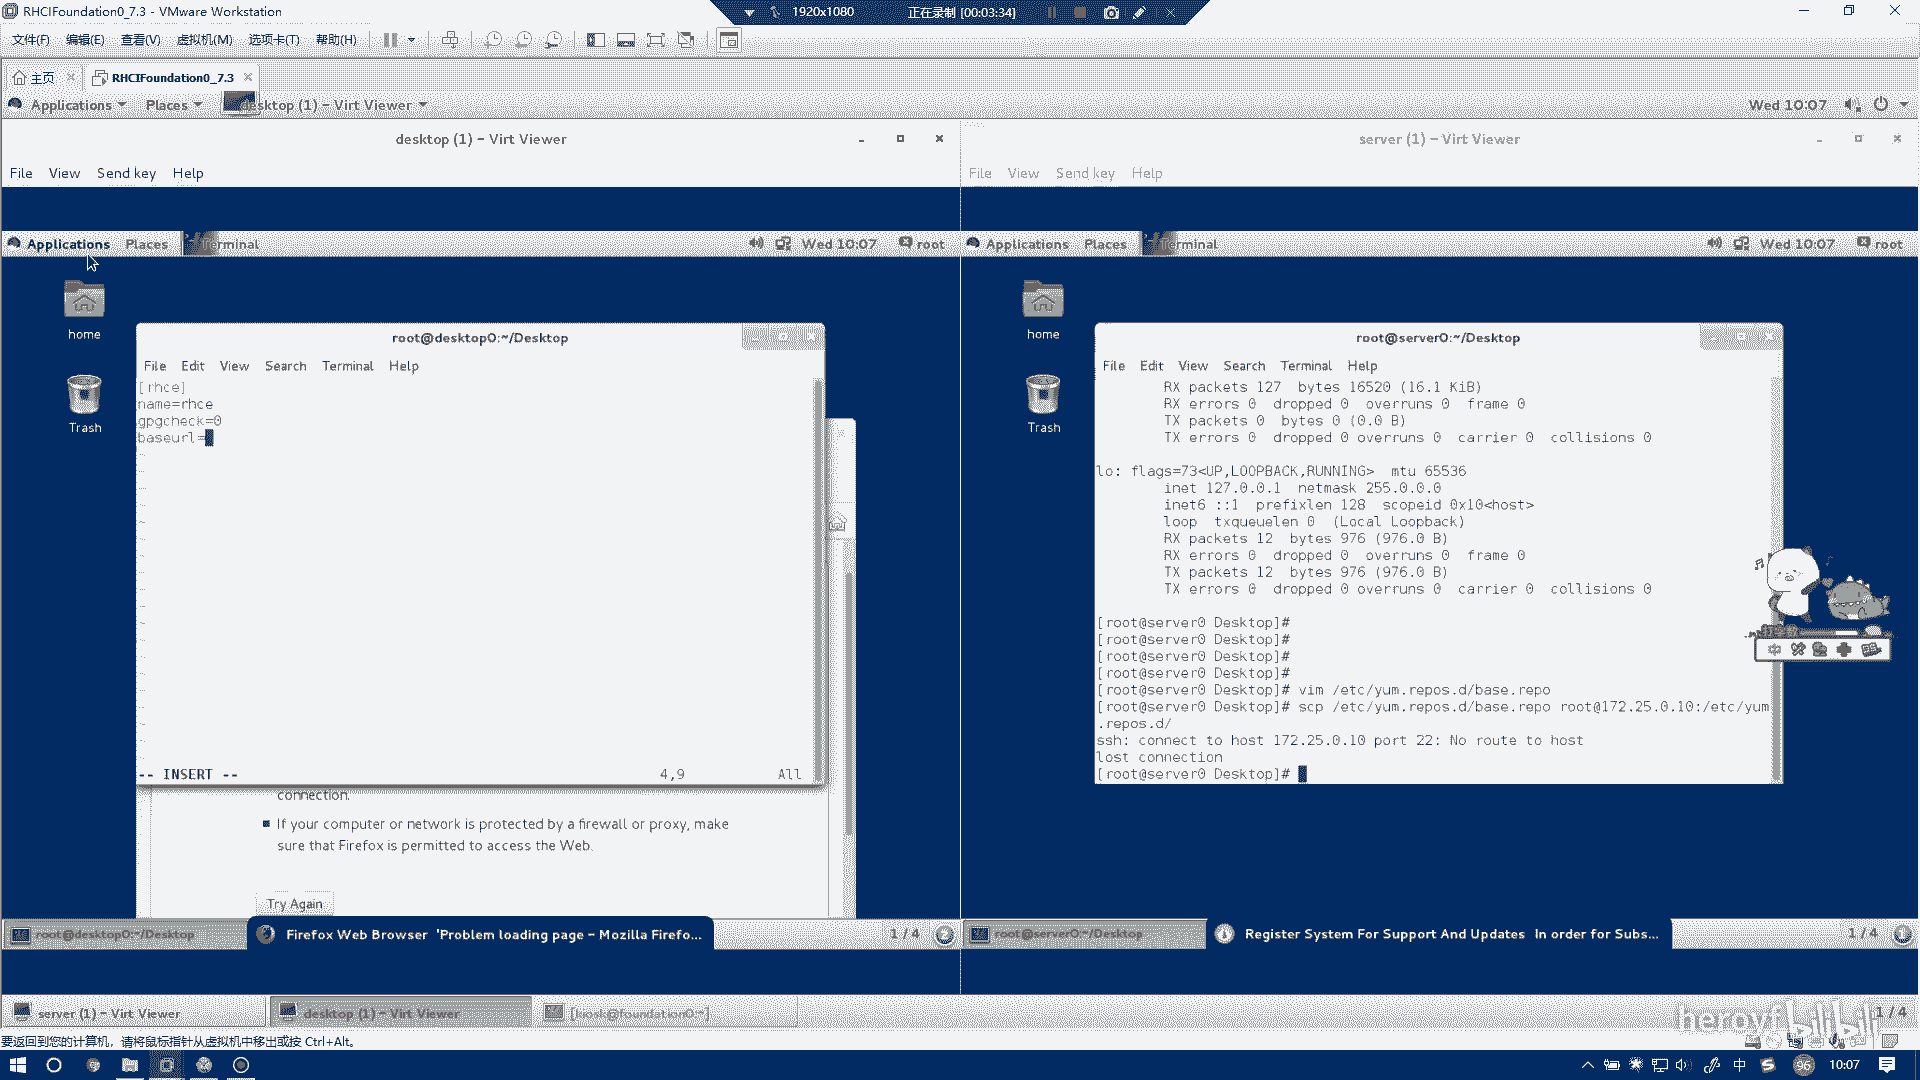 RHCIFoundation0_7.3 - VMware Workstation
1920x1080
正在录制 [00:03:34]
文件(F) 编辑(E) 查看(V) 虚拟机(M) 选项卡(T) 帮助(H)
主页
RHCIFoundation0_7.3
Applications Places desktop (1) - Virt Viewer
Wed 10:07
desktop (1) - Virt Viewer
File View Send key Help
Applications Places Terminal
Wed 10:07 root
home
Trash
root@desktop0:~/Desktop
File Edit View Search Terminal Help
[rhce]
name=rhce
gpgcheck=0
baseurl=
-- INSERT --
4,9
All
connection.
If your computer or network is protected by a firewall or proxy, make
sure that Firefox is permitted to access the Web.
Try Again
root@desktop0:~/Desktop
Firefox Web Browser 'Problem loading page - Mozilla Firefo...
1 / 4
2
server (1) - Virt Viewer
File View Send key Help
Applications Places Terminal
Wed 10:07 root
home
Trash
root@server0:~/Desktop
File Edit View Search Terminal Help
RX packets 127 bytes 16520 (16.1 KiB)
RX errors 0 dropped 0 overruns 0 frame 0
TX packets 0 bytes 0 (0.0 B)
TX errors 0 dropped 0 overruns 0 carrier 0 collisions 0
lo: flags=73<UP,LOOPBACK,RUNNING> mtu 65536
inet 127.0.0.1 netmask 255.0.0.0
inet6 ::1 prefixlen 128 scopeid 0x10<host>
loop txqueuelen 0 (Local Loopback)
RX packets 12 bytes 976 (976.0 B)
RX errors 0 dropped 0 overruns 0 frame 0
TX packets 12 bytes 976 (976.0 B)
TX errors 0 dropped 0 overruns 0 carrier 0 collisions 0
[root@server0 Desktop]#
[root@server0 Desktop]#
[root@server0 Desktop]#
[root@server0 Desktop]#
[root@server0 Desktop]# vim /etc/yum.repos.d/base.repo
[root@server0 Desktop]# scp /etc/yum.repos.d/base.repo root@172.25.0.10:/etc/yum
.repos.d/
ssh: connect to host 172.25.0.10 port 22: No route to host
lost connection
[root@server0 Desktop]#
打字数
中
root@server0:~/Desktop
Register System For Support And Updates In order for Subs...
1 / 4
1
server (1) - Virt Viewer
desktop (1) - Virt Viewer
[kiosk@foundation0:~]
1 / 4
heroyf bilibili
要返回到您的计算机，请将鼠标指针从虚拟机中移出或按 Ctrl+Alt。
中
96
10:07